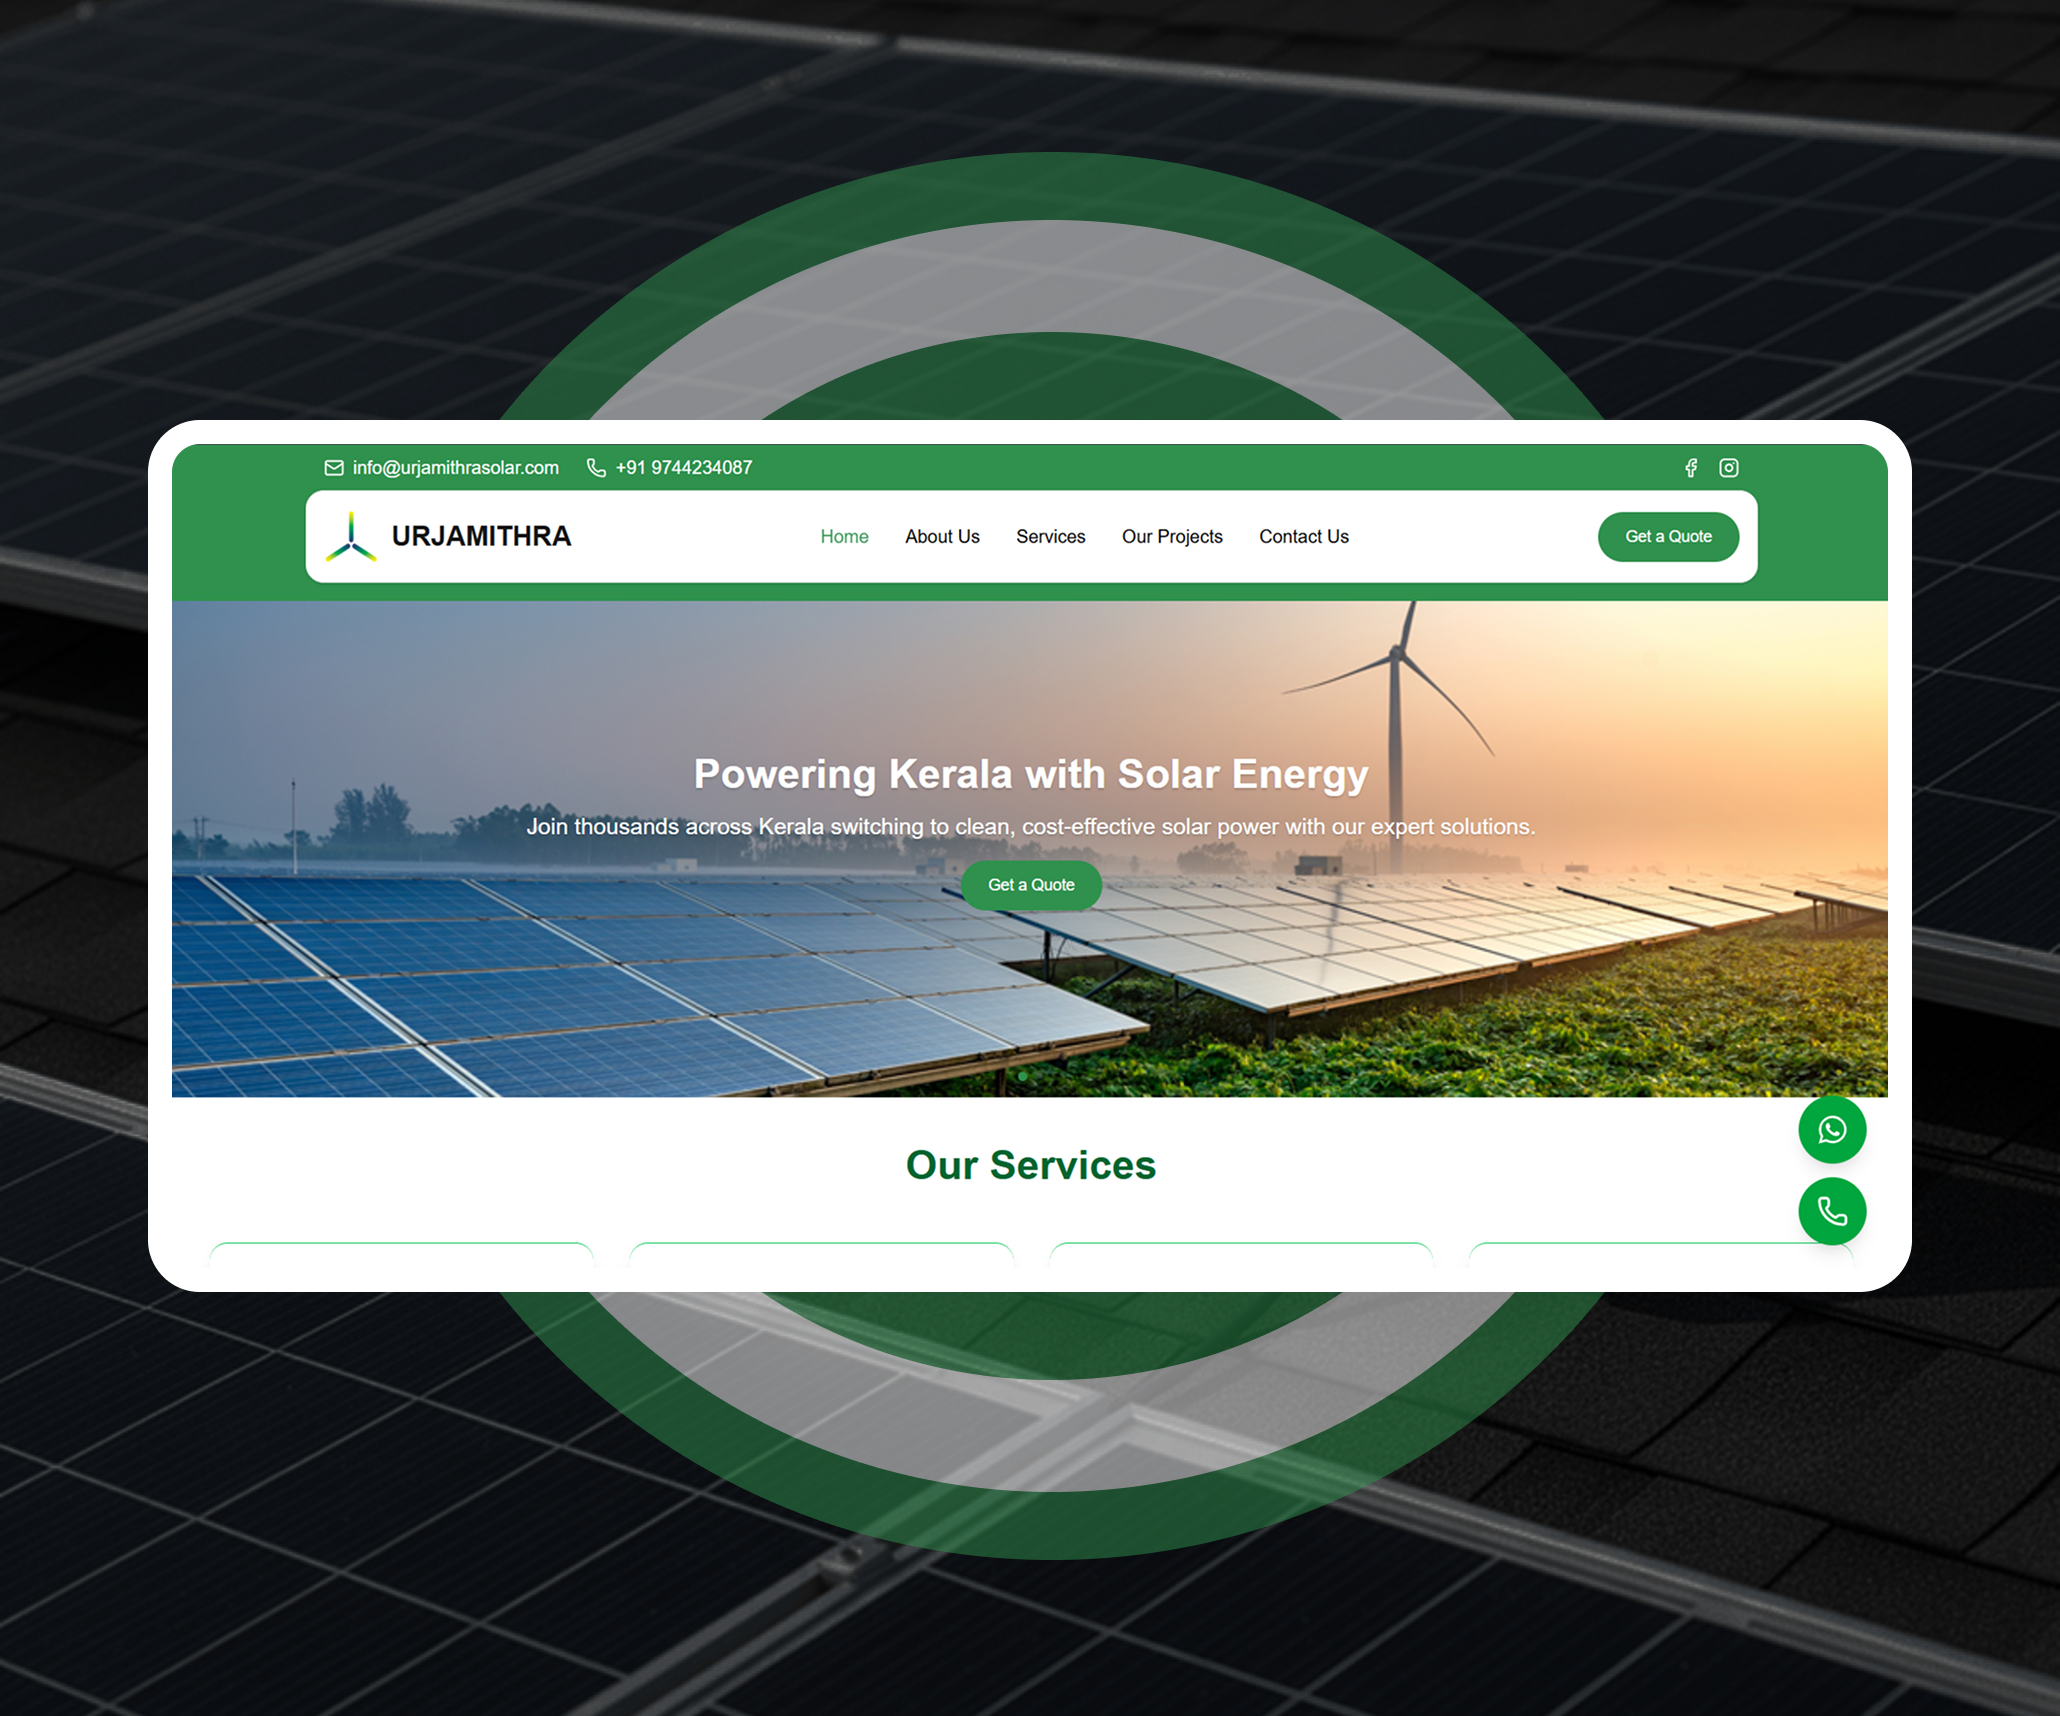 info@urjamithrasolar.com +91 9744234087
URJAMITHRA Home About Us Services Our Projects Contact Us Get a Quote
Powering Kerala with Solar Energy
Join thousands across Kerala switching to clean, cost-effective solar power with our expert solutions.
Get a Quote
Our Services